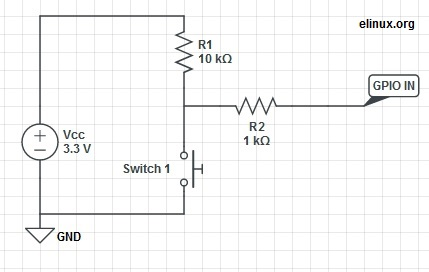 elinux.org
R1
10 kΩ
GPIO IN
R2
1 kΩ
Vcc
3.3 V
Switch 1
GND